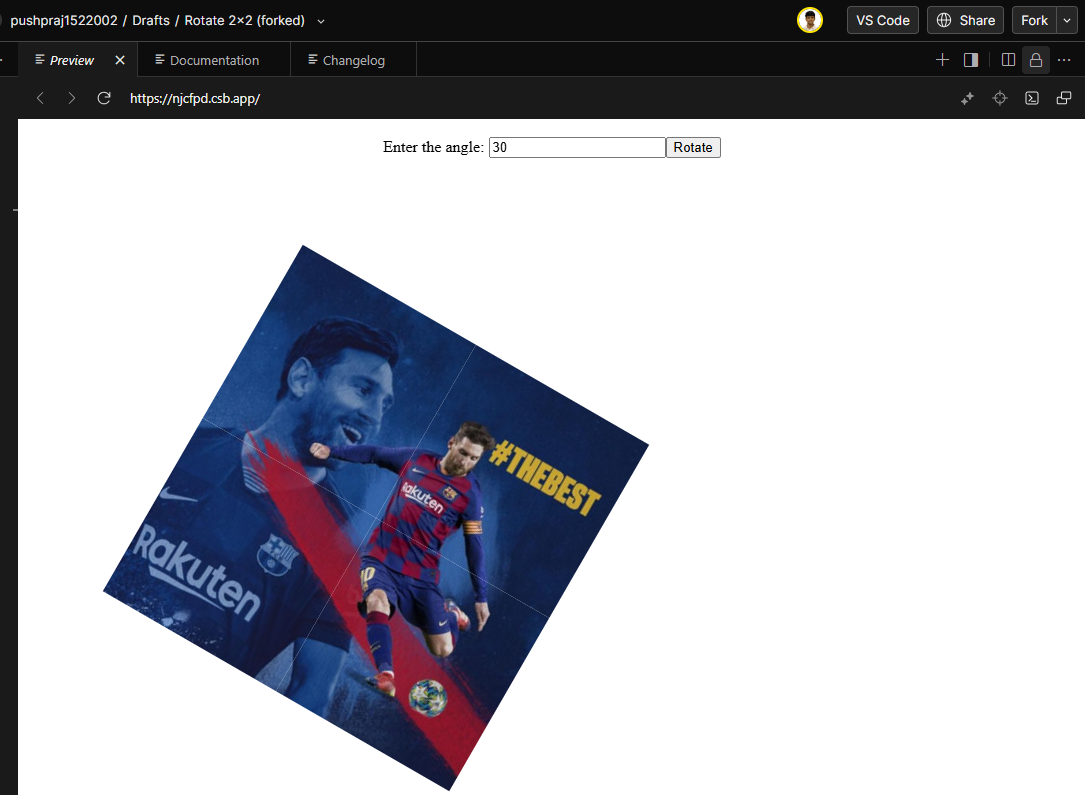 pushpraj1522002 / Drafts / Rotate 2×2 (forked)
VS Code
Share
Fork
Preview
Documentation
Changelog
https://njcfpd.csb.app/
Enter the angle: 30 Rotate
#THEBEST
Rakuten
Rakuten
10